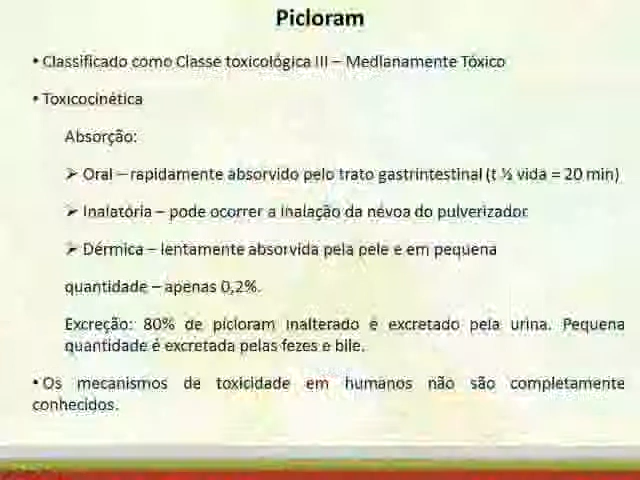 Picloram
• Classificado como Classe toxicológica III – Medianamente Tóxico
• Toxicocinética
Absorção:
➢ Oral – rapidamente absorvido pelo trato gastrintestinal (t ½ vida = 20 min)
➢ Inalatória – pode ocorrer a inalação da névoa do pulverizador
➢ Dérmica – lentamente absorvida pela pele e em pequena
quantidade – apenas 0,2%.
Excreção: 80% de picloram inalterado é excretado pela urina. Pequena
quantidade é excretada pelas fezes e bile.
• Os mecanismos de toxicidade em humanos não são completamente
conhecidos.